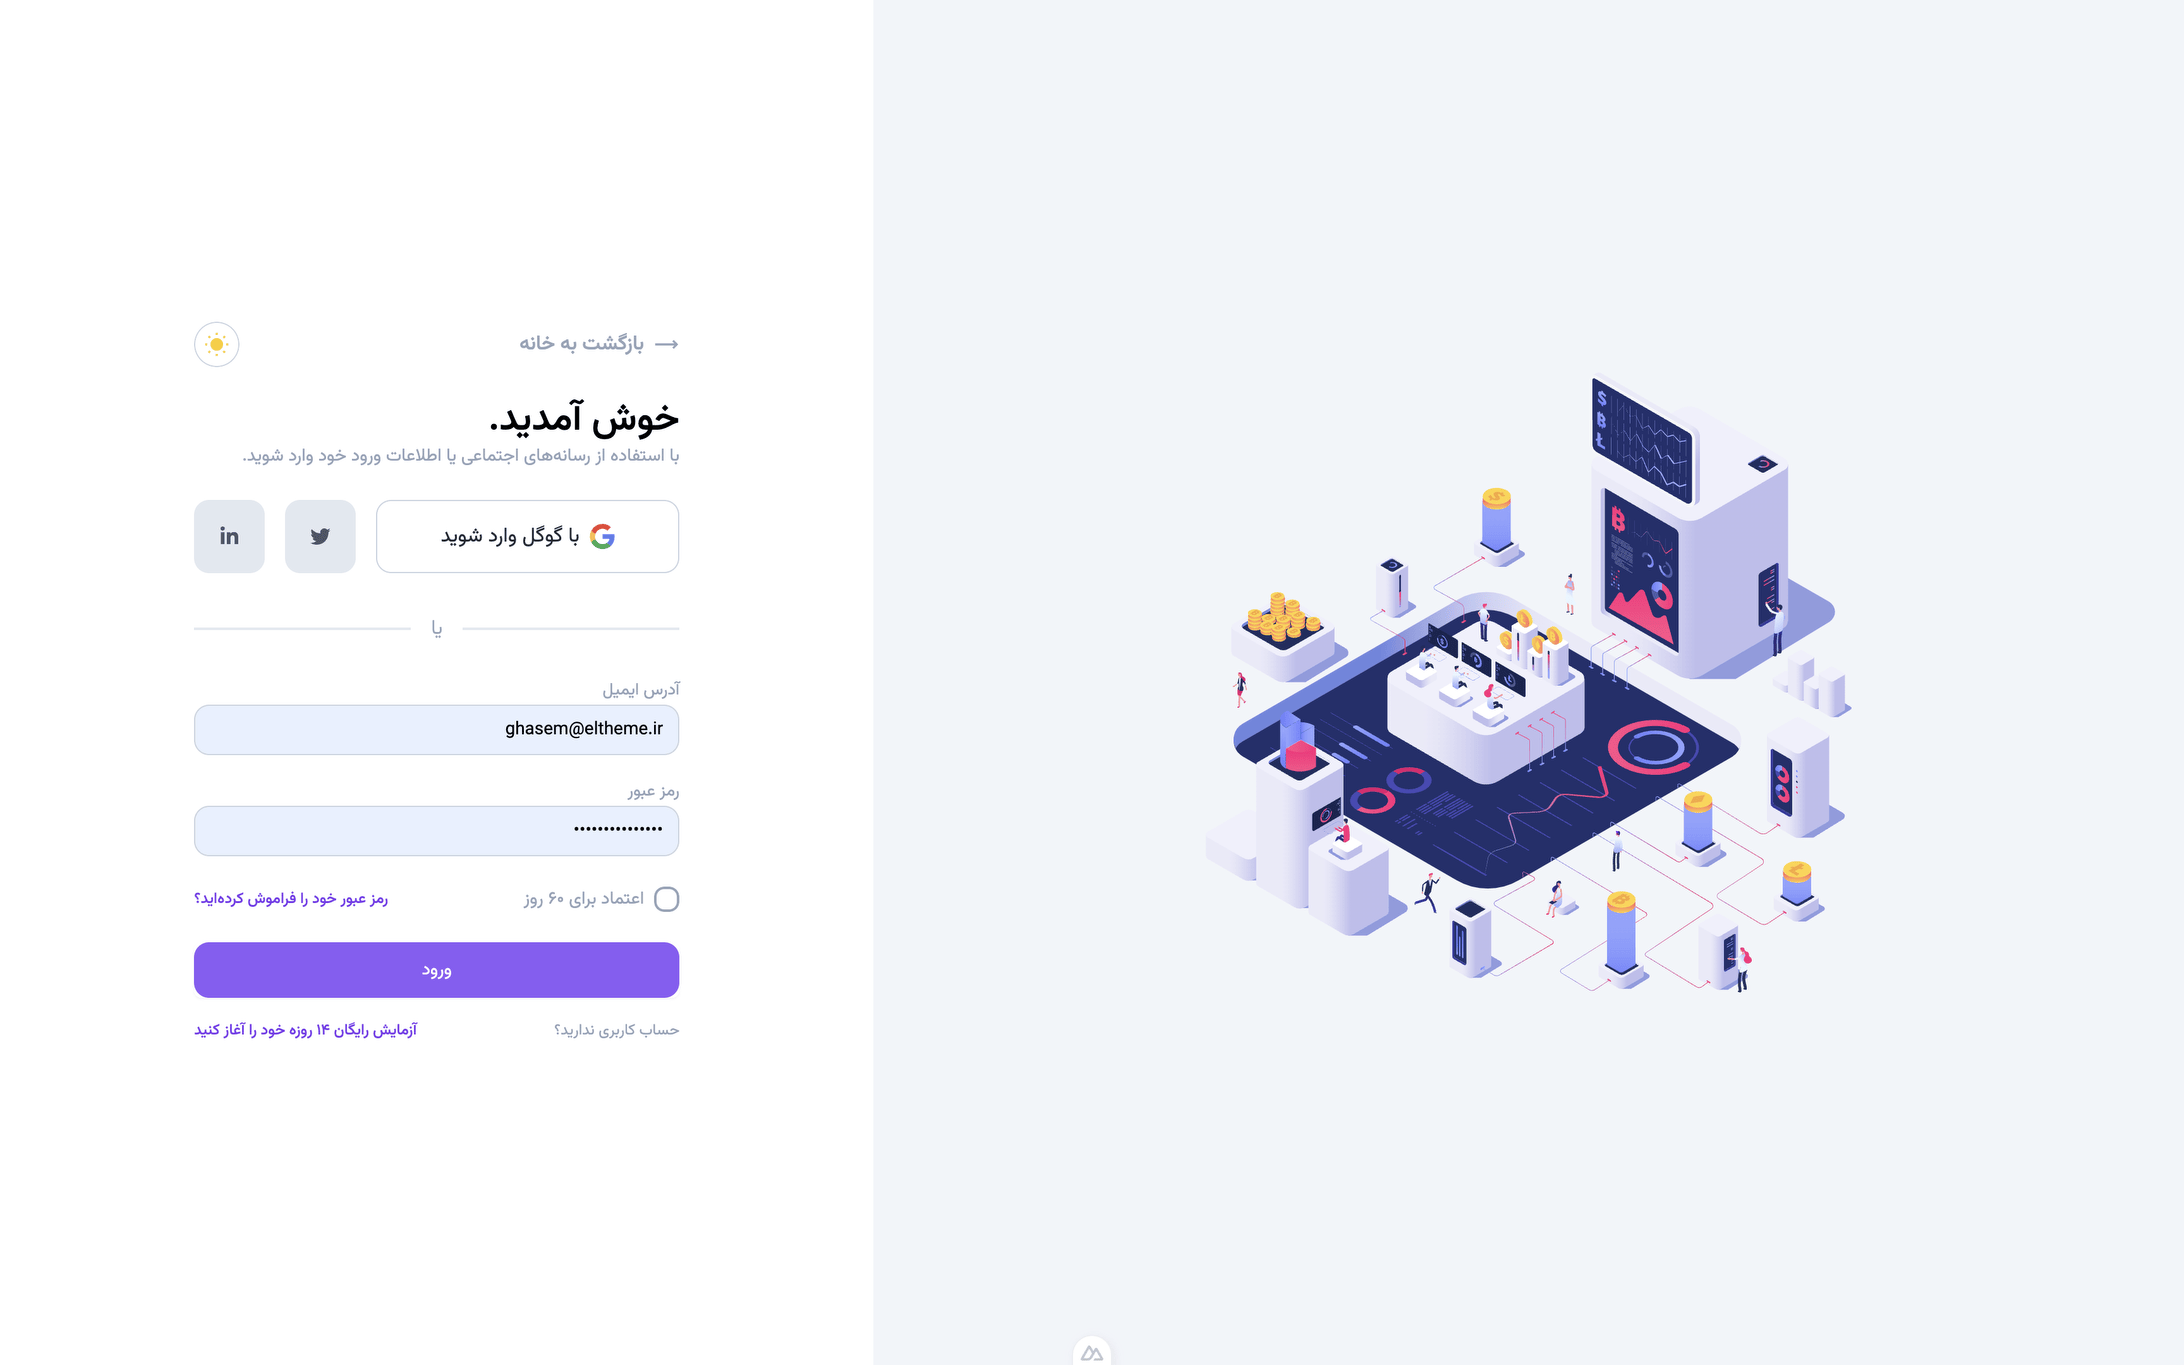 بازگشت به خانه
خوش آمدید.
با استفاده از رسانه‌های اجتماعی یا اطلاعات ورود خود وارد شوید.
با گوگل وارد شوید
in
یا
آدرس ایمیل
ghasem@eltheme.ir
رمز عبور
•••••••••••••••
اعتماد برای ۶۰ روز
رمز عبور خود را فراموش کرده‌اید؟
ورود
حساب کاربری ندارید؟
آزمایش رایگان ۱۴ روزه خود را آغاز کنید